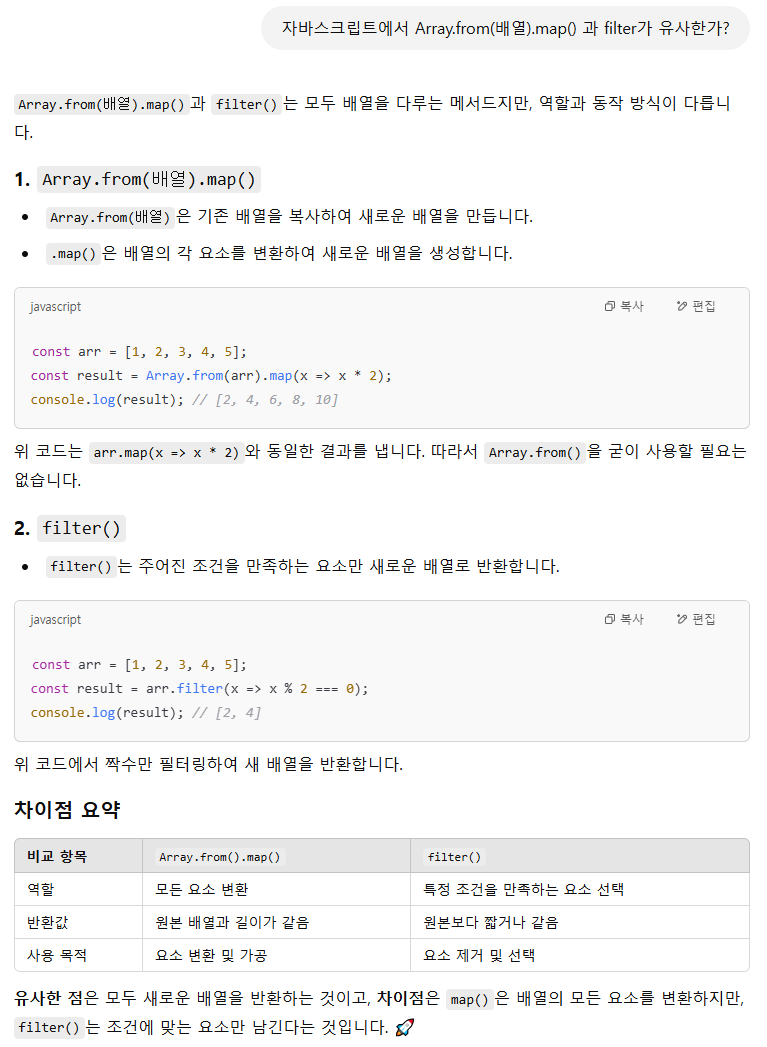 자바스크립트에서 Array.from(배열).map() 과 filter가 유사한가?
Array.from(배열).map()과 filter()는 모두 배열을 다루는 메서드지만, 역할과 동작 방식이 다릅니
다.
1. Array.from(배열).map()
• Array.from(배열)은 기존 배열을 복사하여 새로운 배열을 만듭니다.
• .map()은 배열의 각 요소를 변환하여 새로운 배열을 생성합니다.
javascript 복사 편집
const arr = [1, 2, 3, 4, 5];
const result = Array.from(arr).map(x => x * 2);
console.log(result); // [2, 4, 6, 8, 10]
위 코드는 arr.map(x => x * 2)와 동일한 결과를 냅니다. 따라서 Array.from()을 굳이 사용할 필요는
없습니다.
2. filter()
• filter()는 주어진 조건을 만족하는 요소만 새로운 배열로 반환합니다.
javascript 복사 편집
const arr = [1, 2, 3, 4, 5];
const result = arr.filter(x => x % 2 === 0);
console.log(result); // [2, 4]
위 코드에서 짝수만 필터링하여 새 배열을 반환합니다.
차이점 요약
비교 항목 Array.from().map() filter()
역할 모든 요소 변환 특정 조건을 만족하는 요소 선택
반환값 원본 배열과 길이가 같음 원본보다 짧거나 같음
사용 목적 요소 변환 및 가공 요소 제거 및 선택
유사한 점은 모두 새로운 배열을 반환하는 것이고, 차이점은 map()은 배열의 모든 요소를 변환하지만,
filter()는 조건에 맞는 요소만 남긴다는 것입니다. 🚀